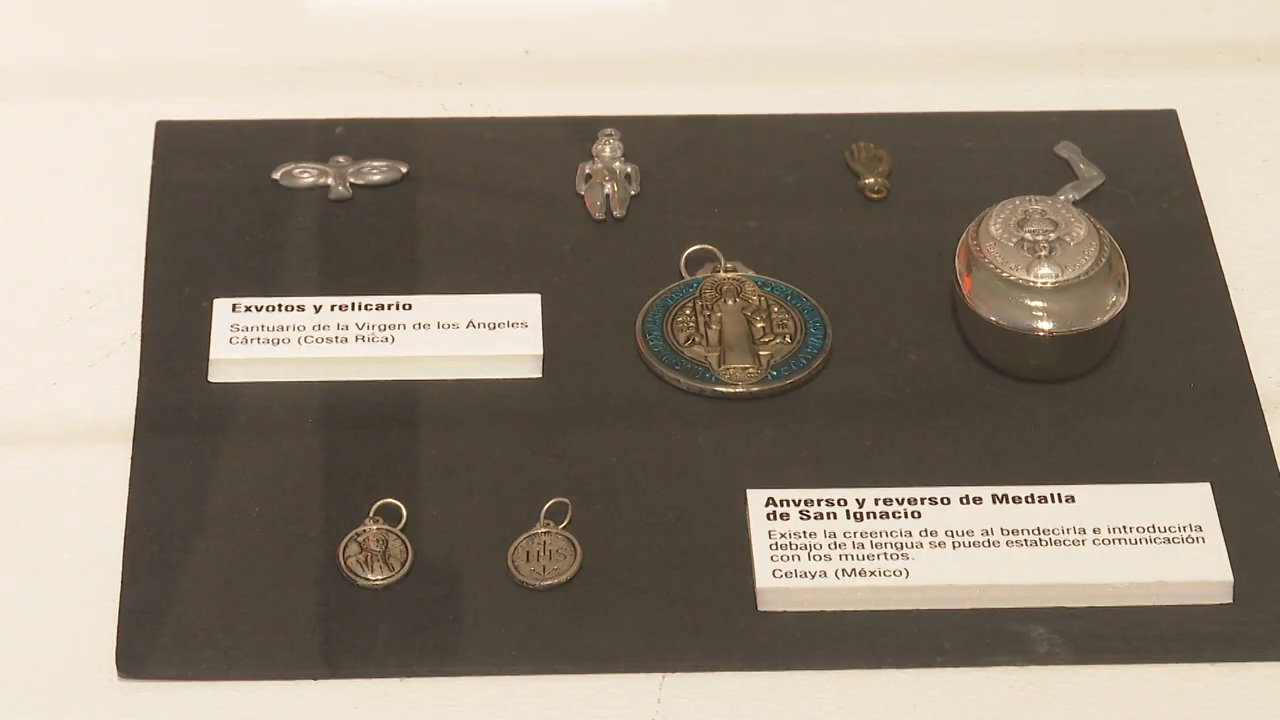 Exvotos y relicario
Santuario de la Virgen de los Ángeles
Cártago (Costa Rica)
IHS
Anverso y reverso de Medalla
de San Ignacio
Existe la creencia de que al bendecirla e introducirla
debajo de la lengua se puede establecer comunicación
con los muertos.
Celaya (México)